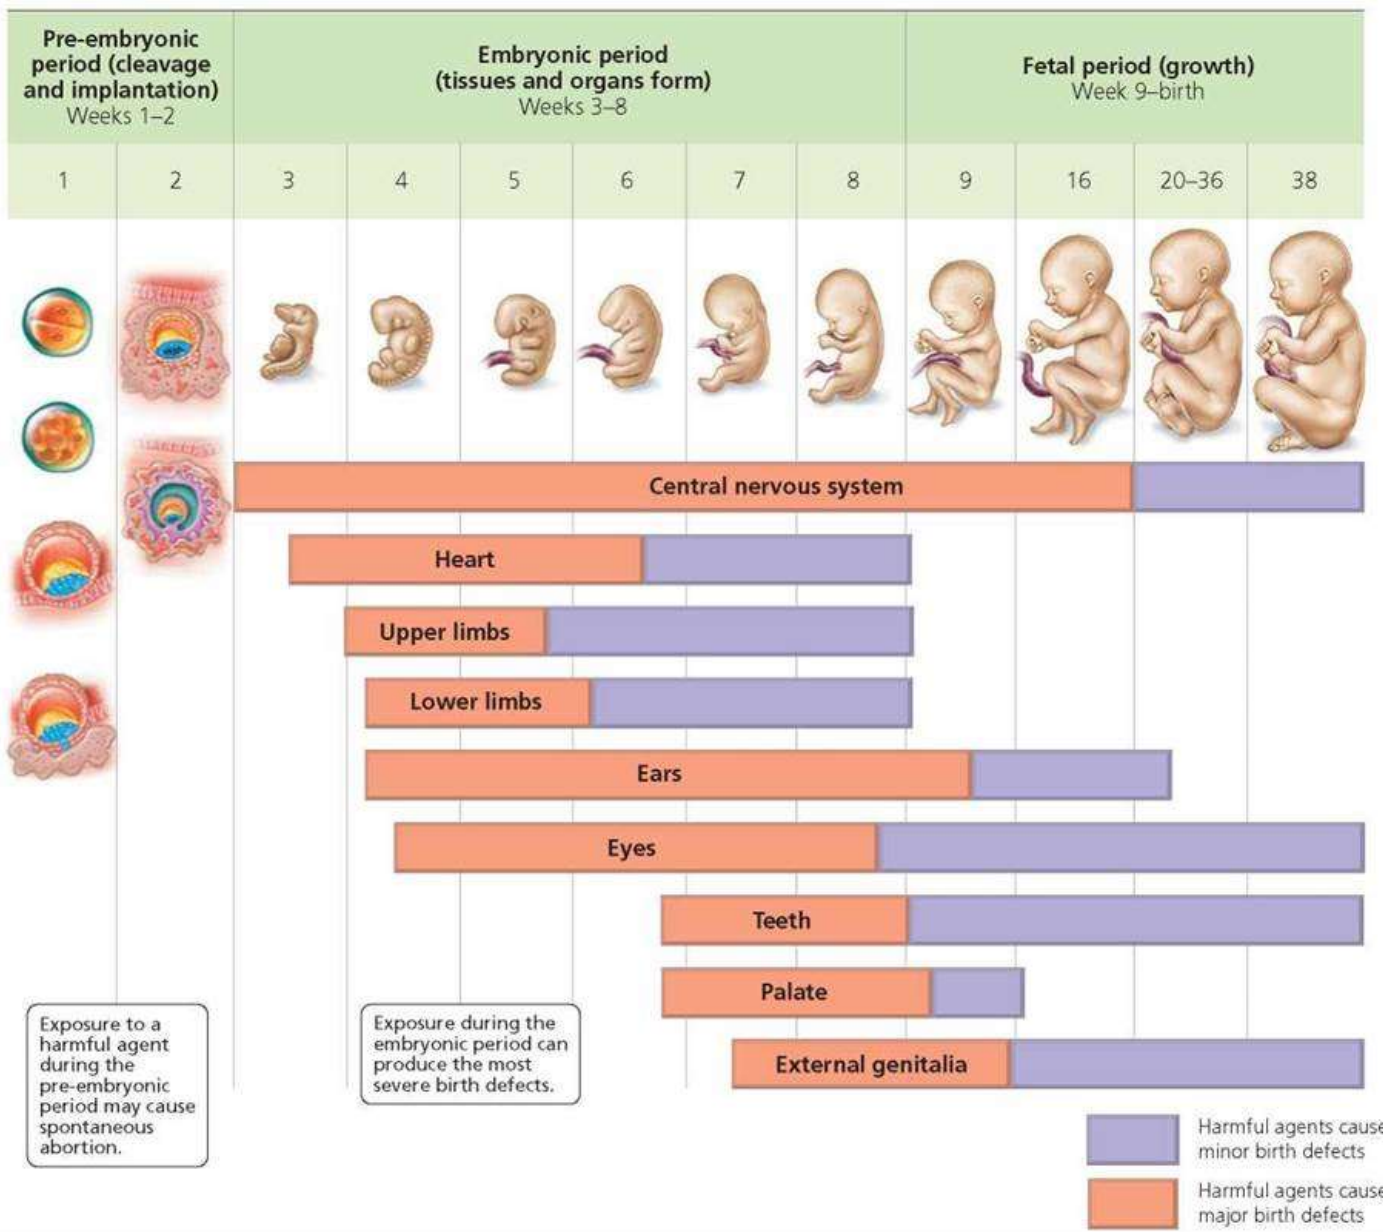 Pre-embryonic
period (cleavage
and implantation)
Weeks 1–2
Embryonic period
(tissues and organs form)
Weeks 3–8
Fetal period (growth)
Week 9–birth
1
2
3
4
5
6
7
8
9
16
20–36
38
Central nervous system
Heart
Upper limbs
Lower limbs
Ears
Eyes
Teeth
Palate
External genitalia
Exposure to a
harmful agent
during the
pre-embryonic
period may cause
spontaneous
abortion.
Exposure during the
embryonic period can
produce the most
severe birth defects.
Harmful agents cause
minor birth defects
Harmful agents cause
major birth defects